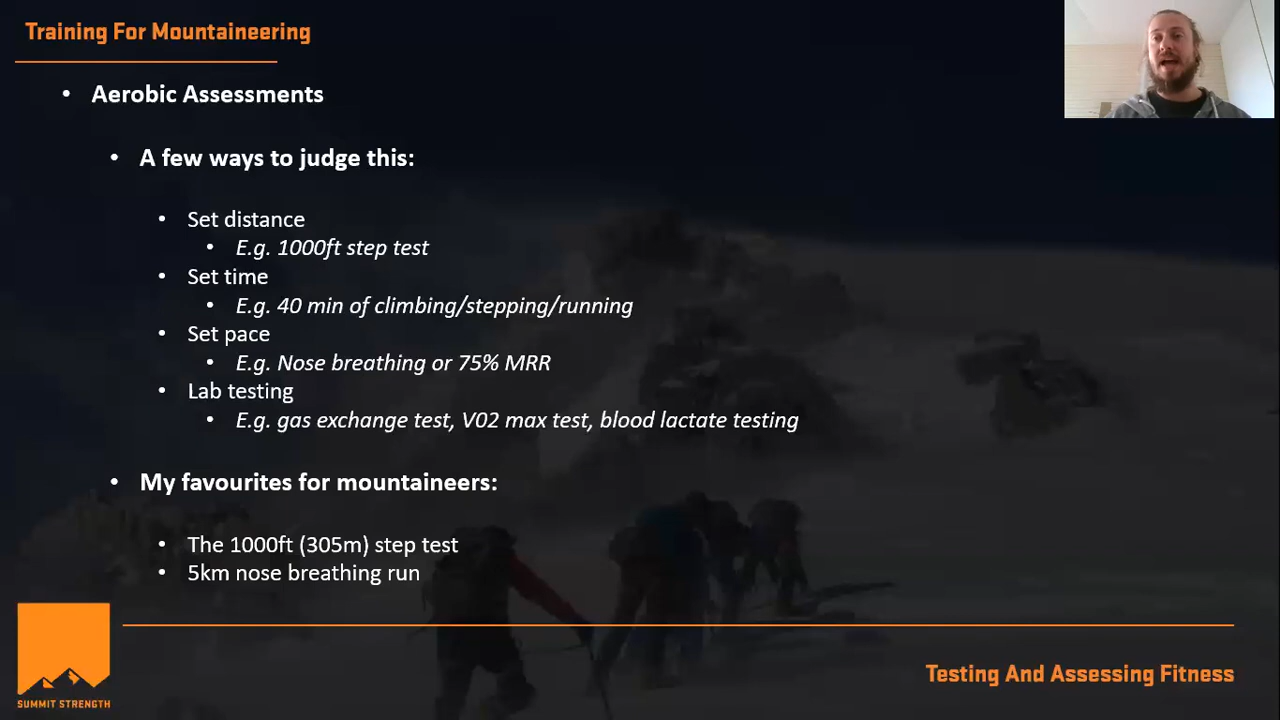 Training For Mountaineering
• Aerobic Assessments
• A few ways to judge this:
• Set distance
• E.g. 1000ft step test
• Set time
• E.g. 40 min of climbing/stepping/running
• Set pace
• E.g. Nose breathing or 75% MRR
• Lab testing
• E.g. gas exchange test, V02 max test, blood lactate testing
• My favourites for mountaineers:
• The 1000ft (305m) step test
• 5km nose breathing run
SUMMIT STRENGTH
Testing And Assessing Fitness